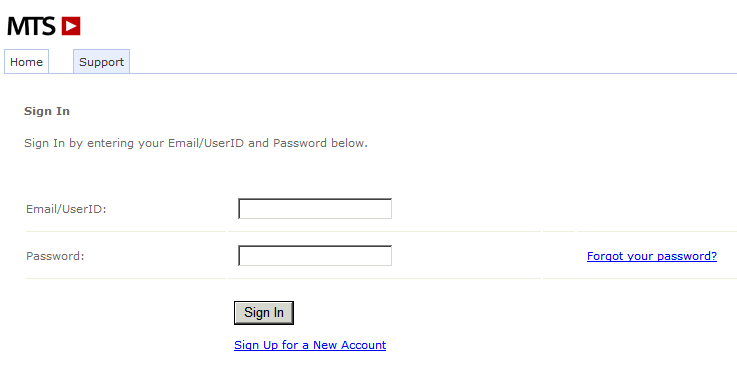 MTS
Home Support
Sign In
Sign In by entering your Email/UserID and Password below.
Email/UserID:
Password: Forgot your password?
Sign In
Sign Up for a New Account